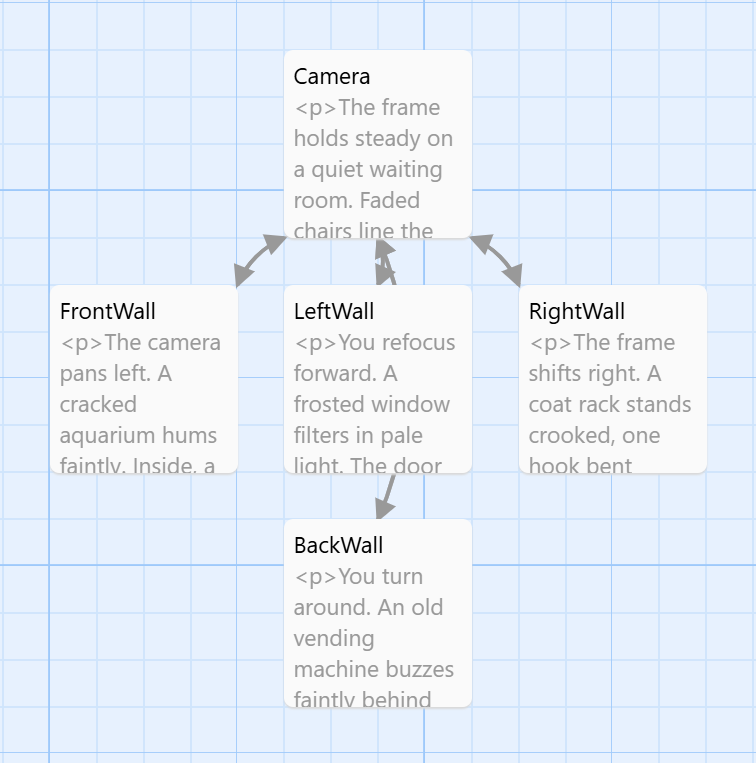 Camera
<p>The frame
holds steady on
a quiet waiting
room. Faded
chairs line the
FrontWall
<p>The camera
pans left. A
cracked
aquarium hums
faintly. Inside, a
LeftWall
<p>You refocus
forward. A
frosted window
filters in pale
light. The door
RightWall
<p>The frame
shifts right. A
coat rack stands
crooked, one
hook bent
BackWall
<p>You turn
around. An old
vending
machine buzzes
faintly behind